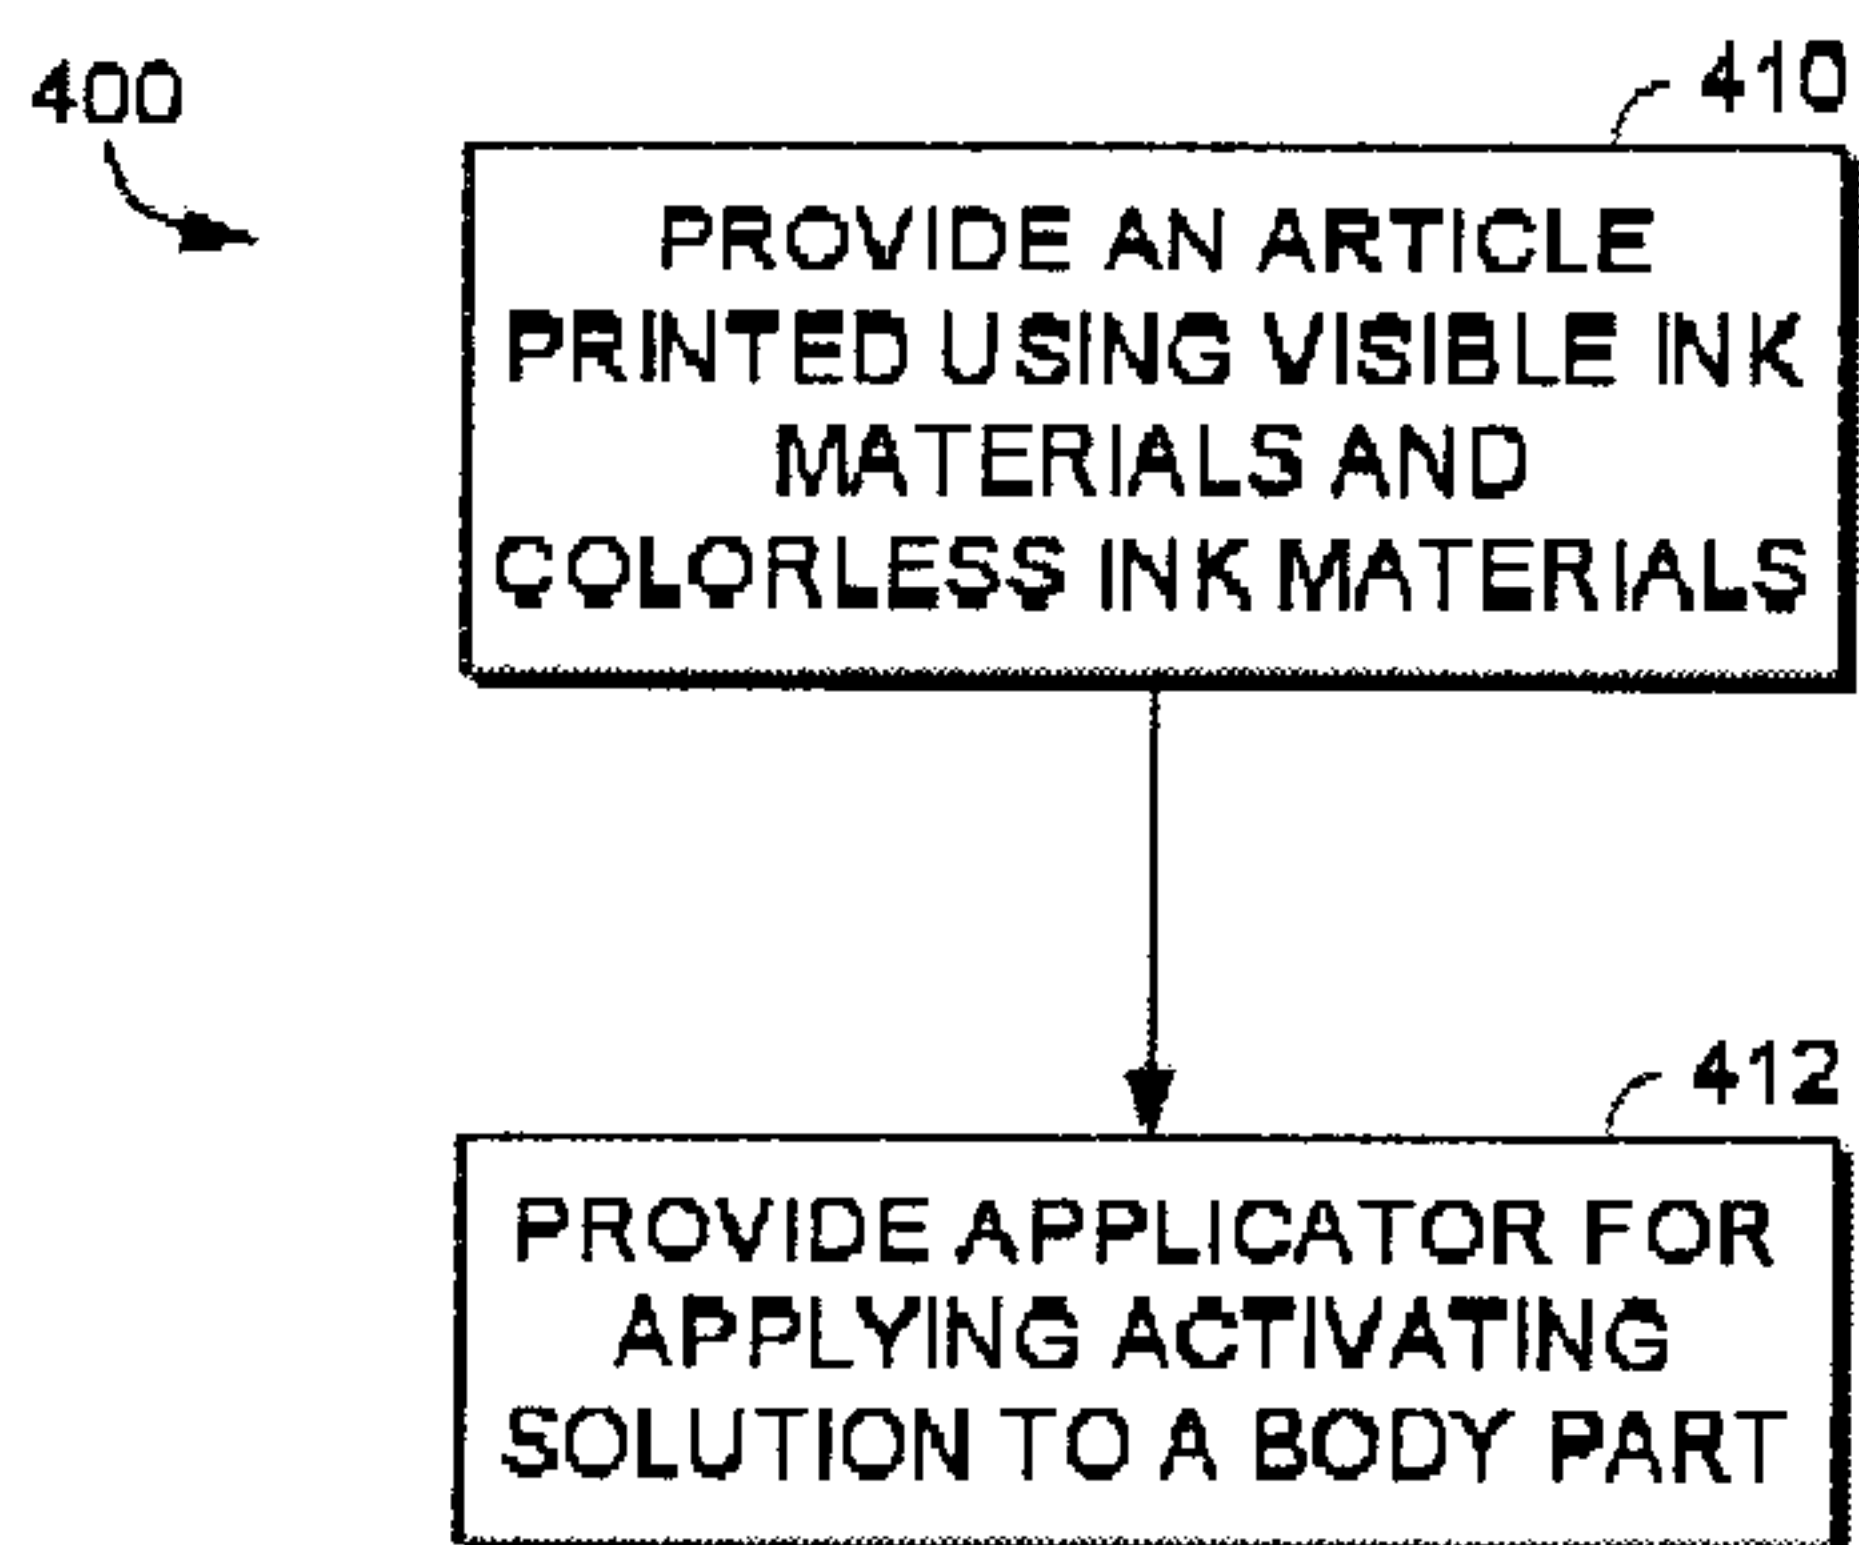 400
410
PROVIDE AN ARTICLE
PRINTED USING VISIBLE INK
MATERIALS AND
COLORLESS INK MATERIALS
412
PROVIDE APPLICATOR FOR
APPLYING ACTIVATING
SOLUTION TO A BODY PART